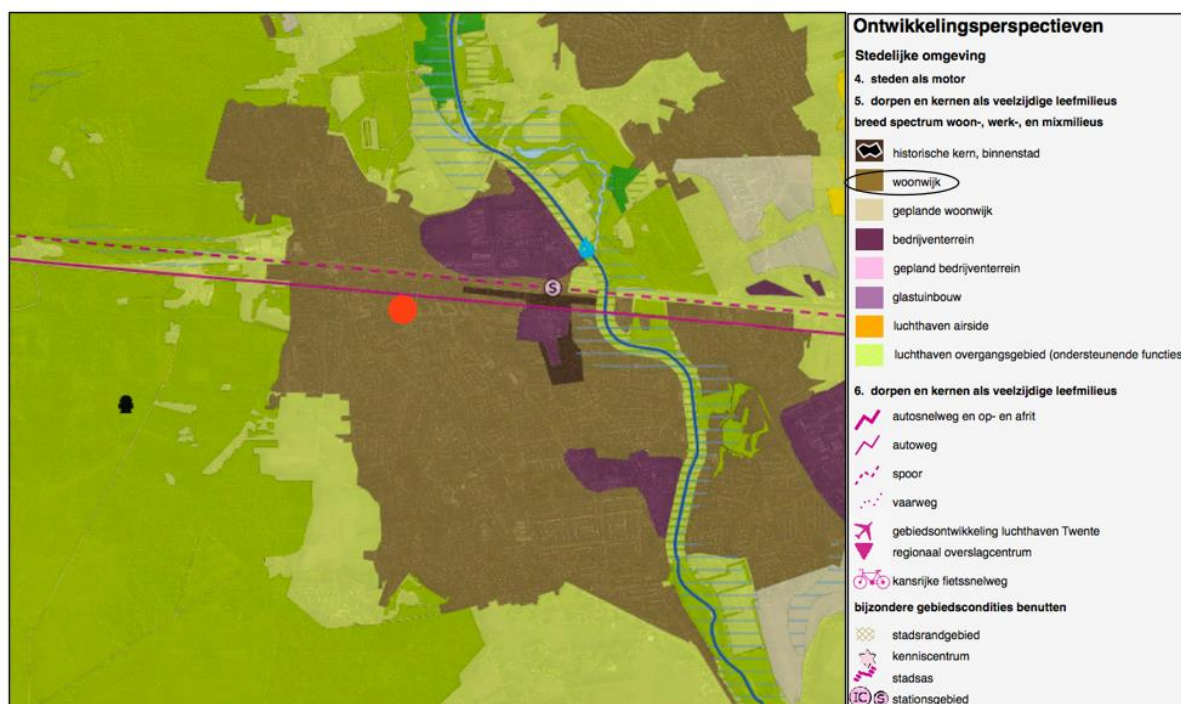 Ontwikkelingsperspectieven
Stedelijke omgeving
4. steden als motor
5. dorpen en kernen als veelzijdige leefmilieus
breed spectrum woon-, werk-, en mixmilieus
historische kern, binnenstad
woonwijk
geplande woonwijk
bedrijventerrein
gepland bedrijventerrein
glastuinbouw
luchthaven airside
luchthaven overgangsgebied (ondersteunende functies
6. dorpen en kernen als veelzijdige leefmilieus
autosnelweg en op- en afrit
autoweg
spoor
vaarweg
gebiedsontwikkeling luchthaven Twente
regionaal overslagcentrum
kansrijke fietssnelweg
bijzondere gebiedscondities benutten
stadsrandgebied
kenniscentrum
stadsas
IC S stationsgebied
S